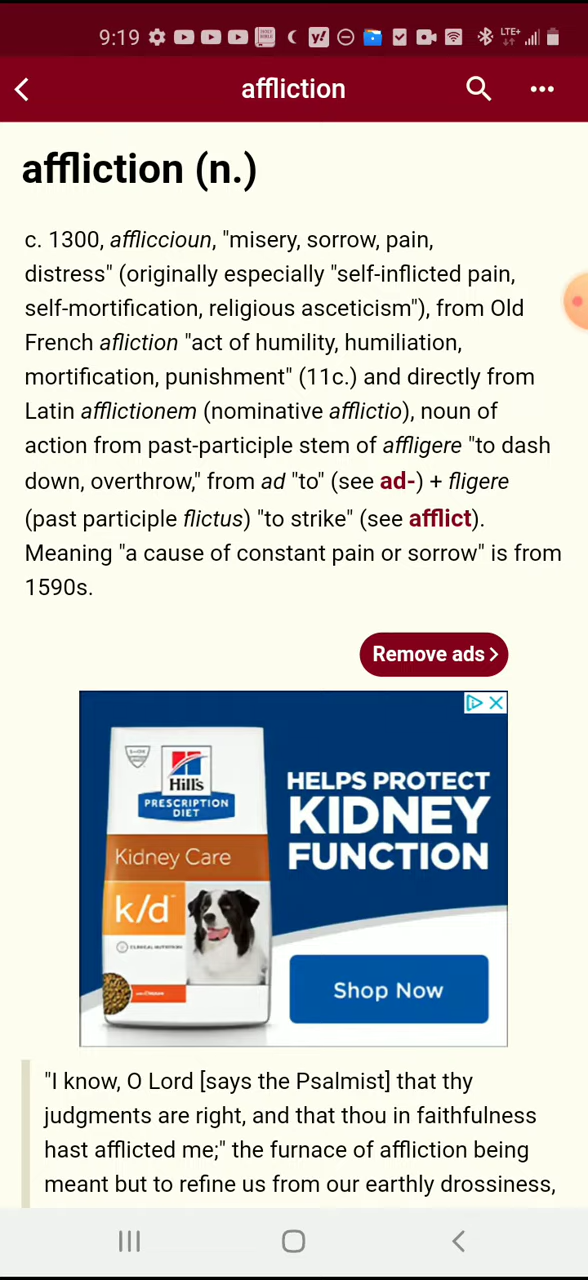 9:19
y!
LTE+
affliction
affliction (n.)
c. 1300, affliccioun, "misery, sorrow, pain,
distress" (originally especially "self-inflicted pain,
self-mortification, religious asceticism"), from Old
French afliction "act of humility, humiliation,
mortification, punishment" (11c.) and directly from
Latin afflictionem (nominative afflictio), noun of
action from past-participle stem of affligere "to dash
down, overthrow," from ad "to" (see ad-) + fligere
(past participle flictus) "to strike" (see afflict).
Meaning "a cause of constant pain or sorrow" is from
1590s.
Remove ads
Hill's
PRESCRIPTION
DIET
Kidney Care
k/d
CLINICAL NUTRITION
HELPS PROTECT
KIDNEY
FUNCTION
Shop Now
"I know, O Lord [says the Psalmist] that thy
judgments are right, and that thou in faithfulness
hast afflicted me;" the furnace of affliction being
meant but to refine us from our earthly drossiness,